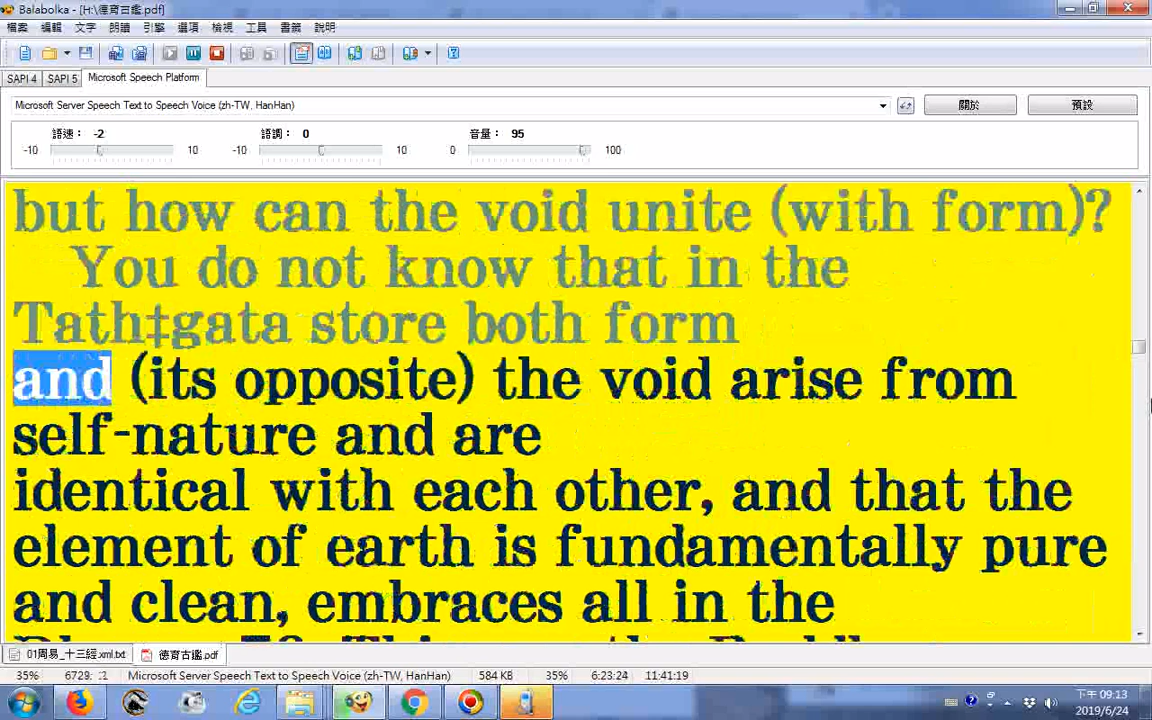 Balabolka - [H:\德育古鑑.pdf]
檔案 編輯 文字 朗讀 引擎 選項 檢視 工具 書籤 說明
SAPI 4 SAPI 5 Microsoft Speech Platform
Microsoft Server Speech Text to Speech Voice (zh-TW, HanHan) 關於 預設
語速： -2 語調： 0 音量： 95
-10 10 -10 10 0 100
but how can the void unite (with form)?
You do not know that in the
Tath‡gata store both form
and (its opposite) the void arise from
self-nature and are
identical with each other, and that the
element of earth is fundamentally pure
and clean, embraces all in the
01周易_十三經.xml.txt 德育古鑑.pdf
35% Microsoft Server Speech Text to Speech Voice (zh-TW, HanHan) 584 KB 35% 6:23:24 11:41:19
下午 09:13
2019/6/24